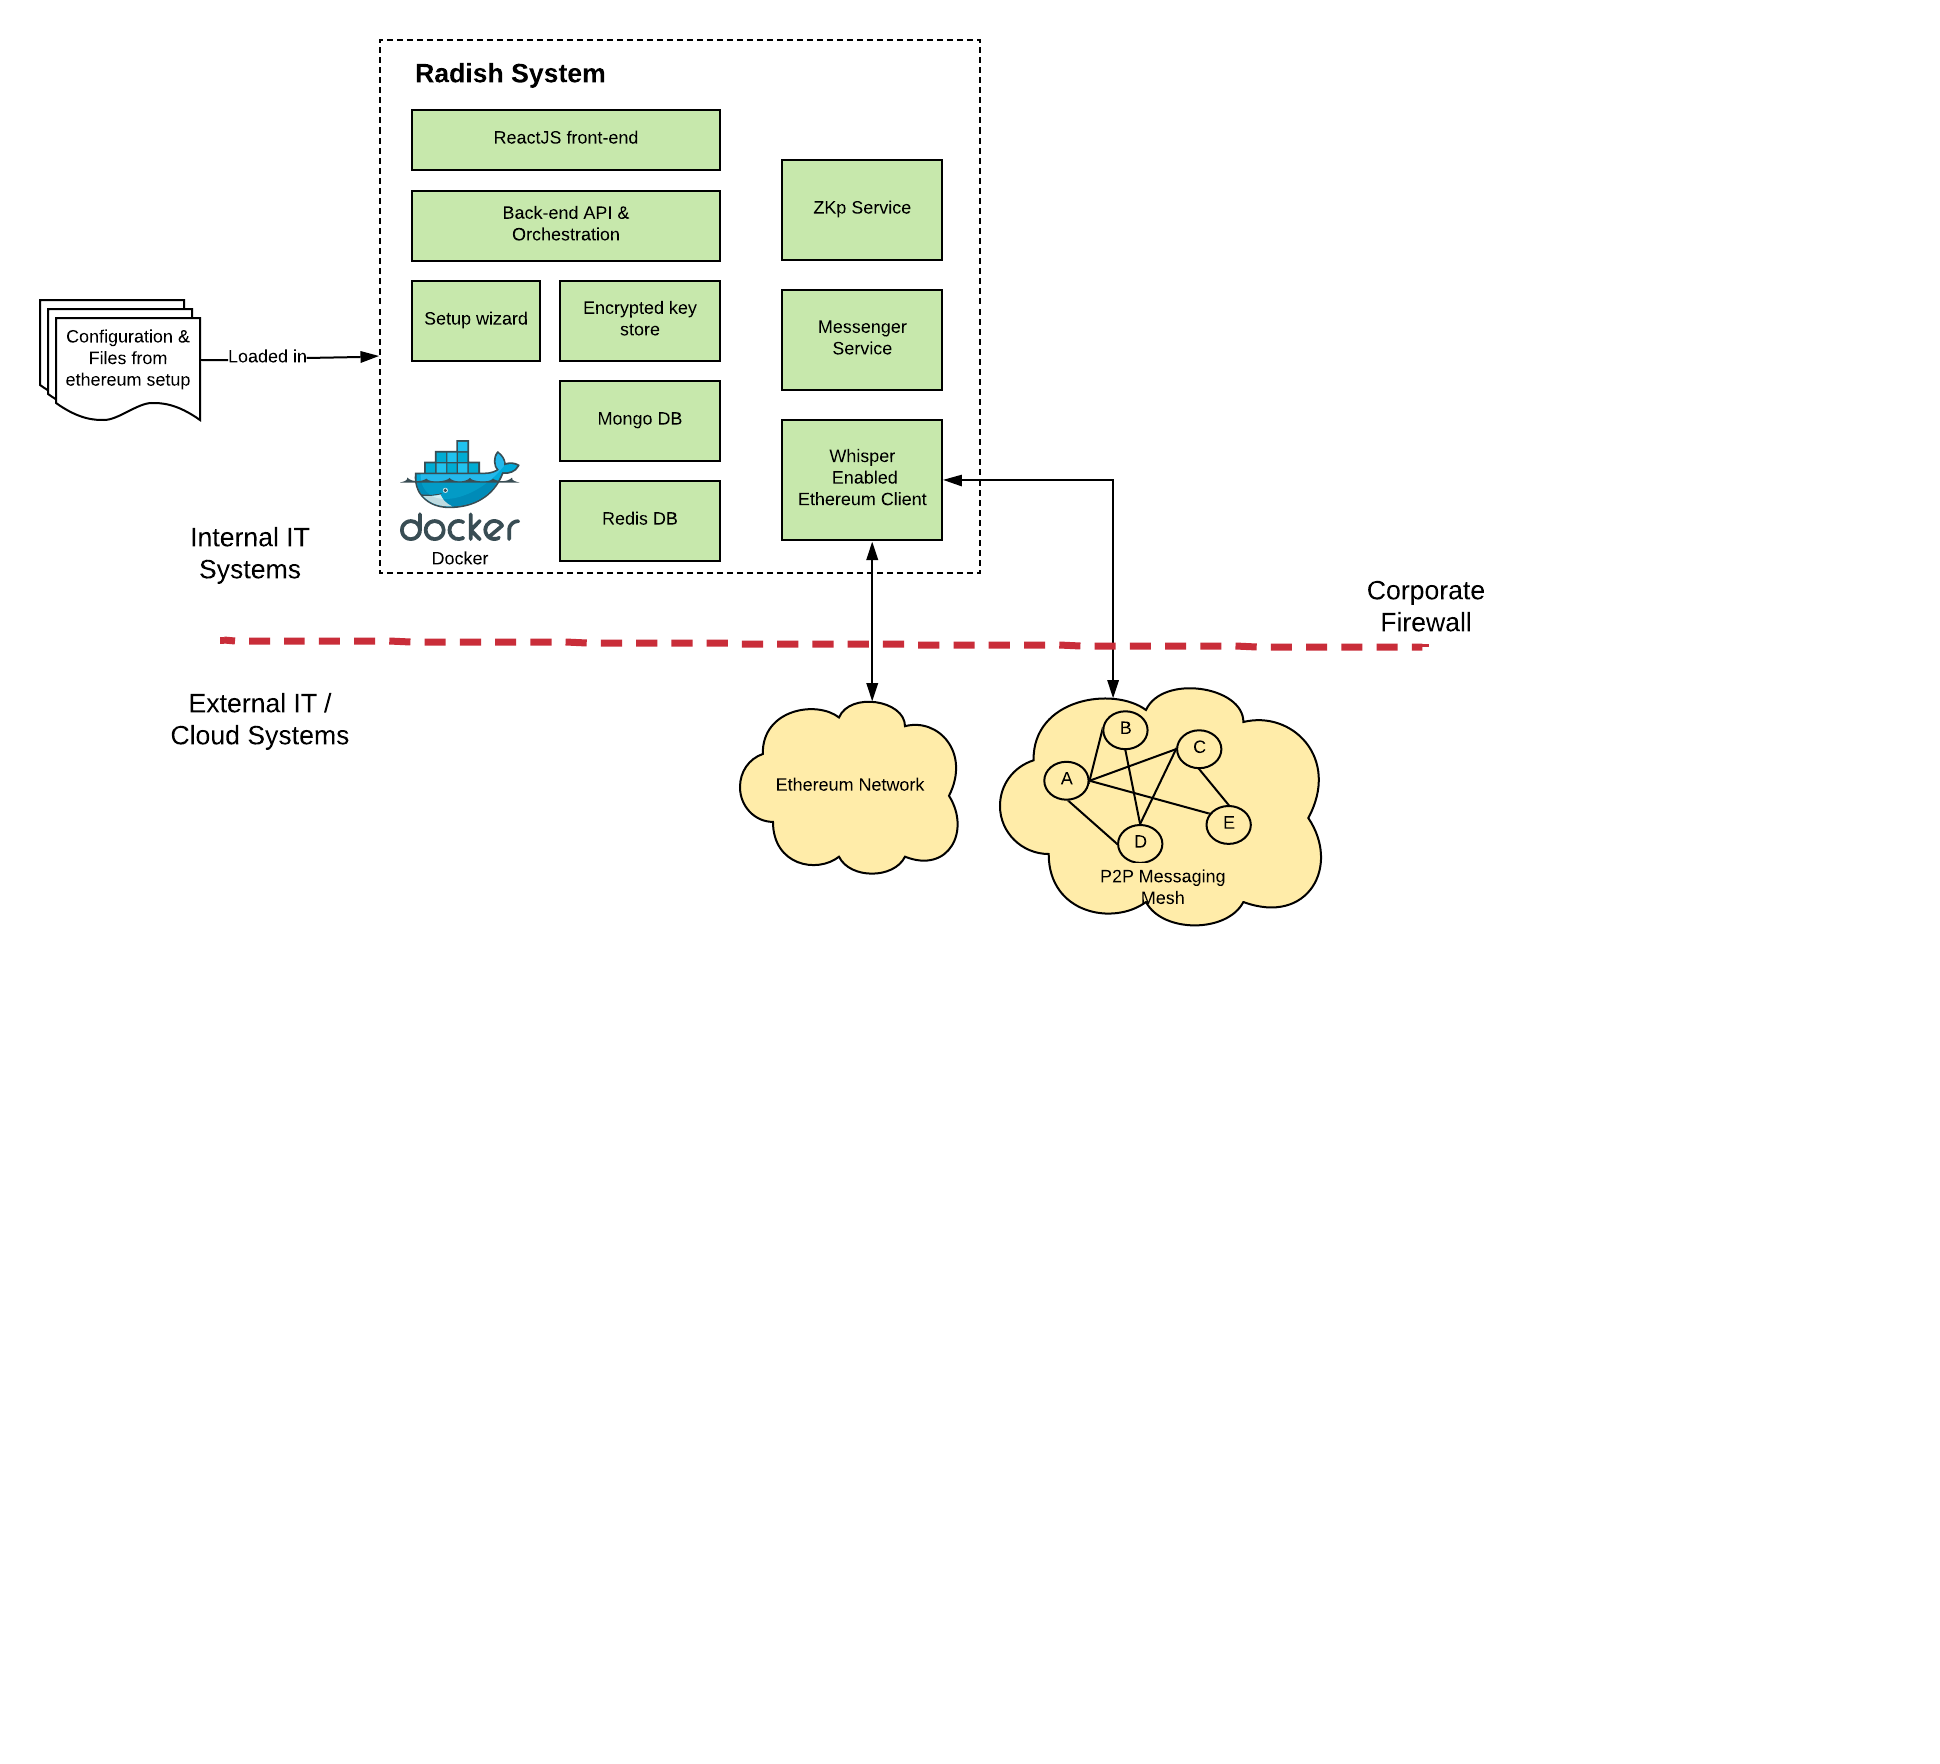 Radish System
ReactJS front-end
Back-end API &
Orchestration
Setup wizard
Encrypted key
store
Mongo DB
Redis DB
ZKp Service
Messenger
Service
Whisper
Enabled
Ethereum Client
docker
Docker
Configuration &
Files from
ethereum setup
Loaded in
Internal IT
Systems
Corporate
Firewall
External IT /
Cloud Systems
Ethereum Network
B
C
A
E
D
P2P Messaging
Mesh